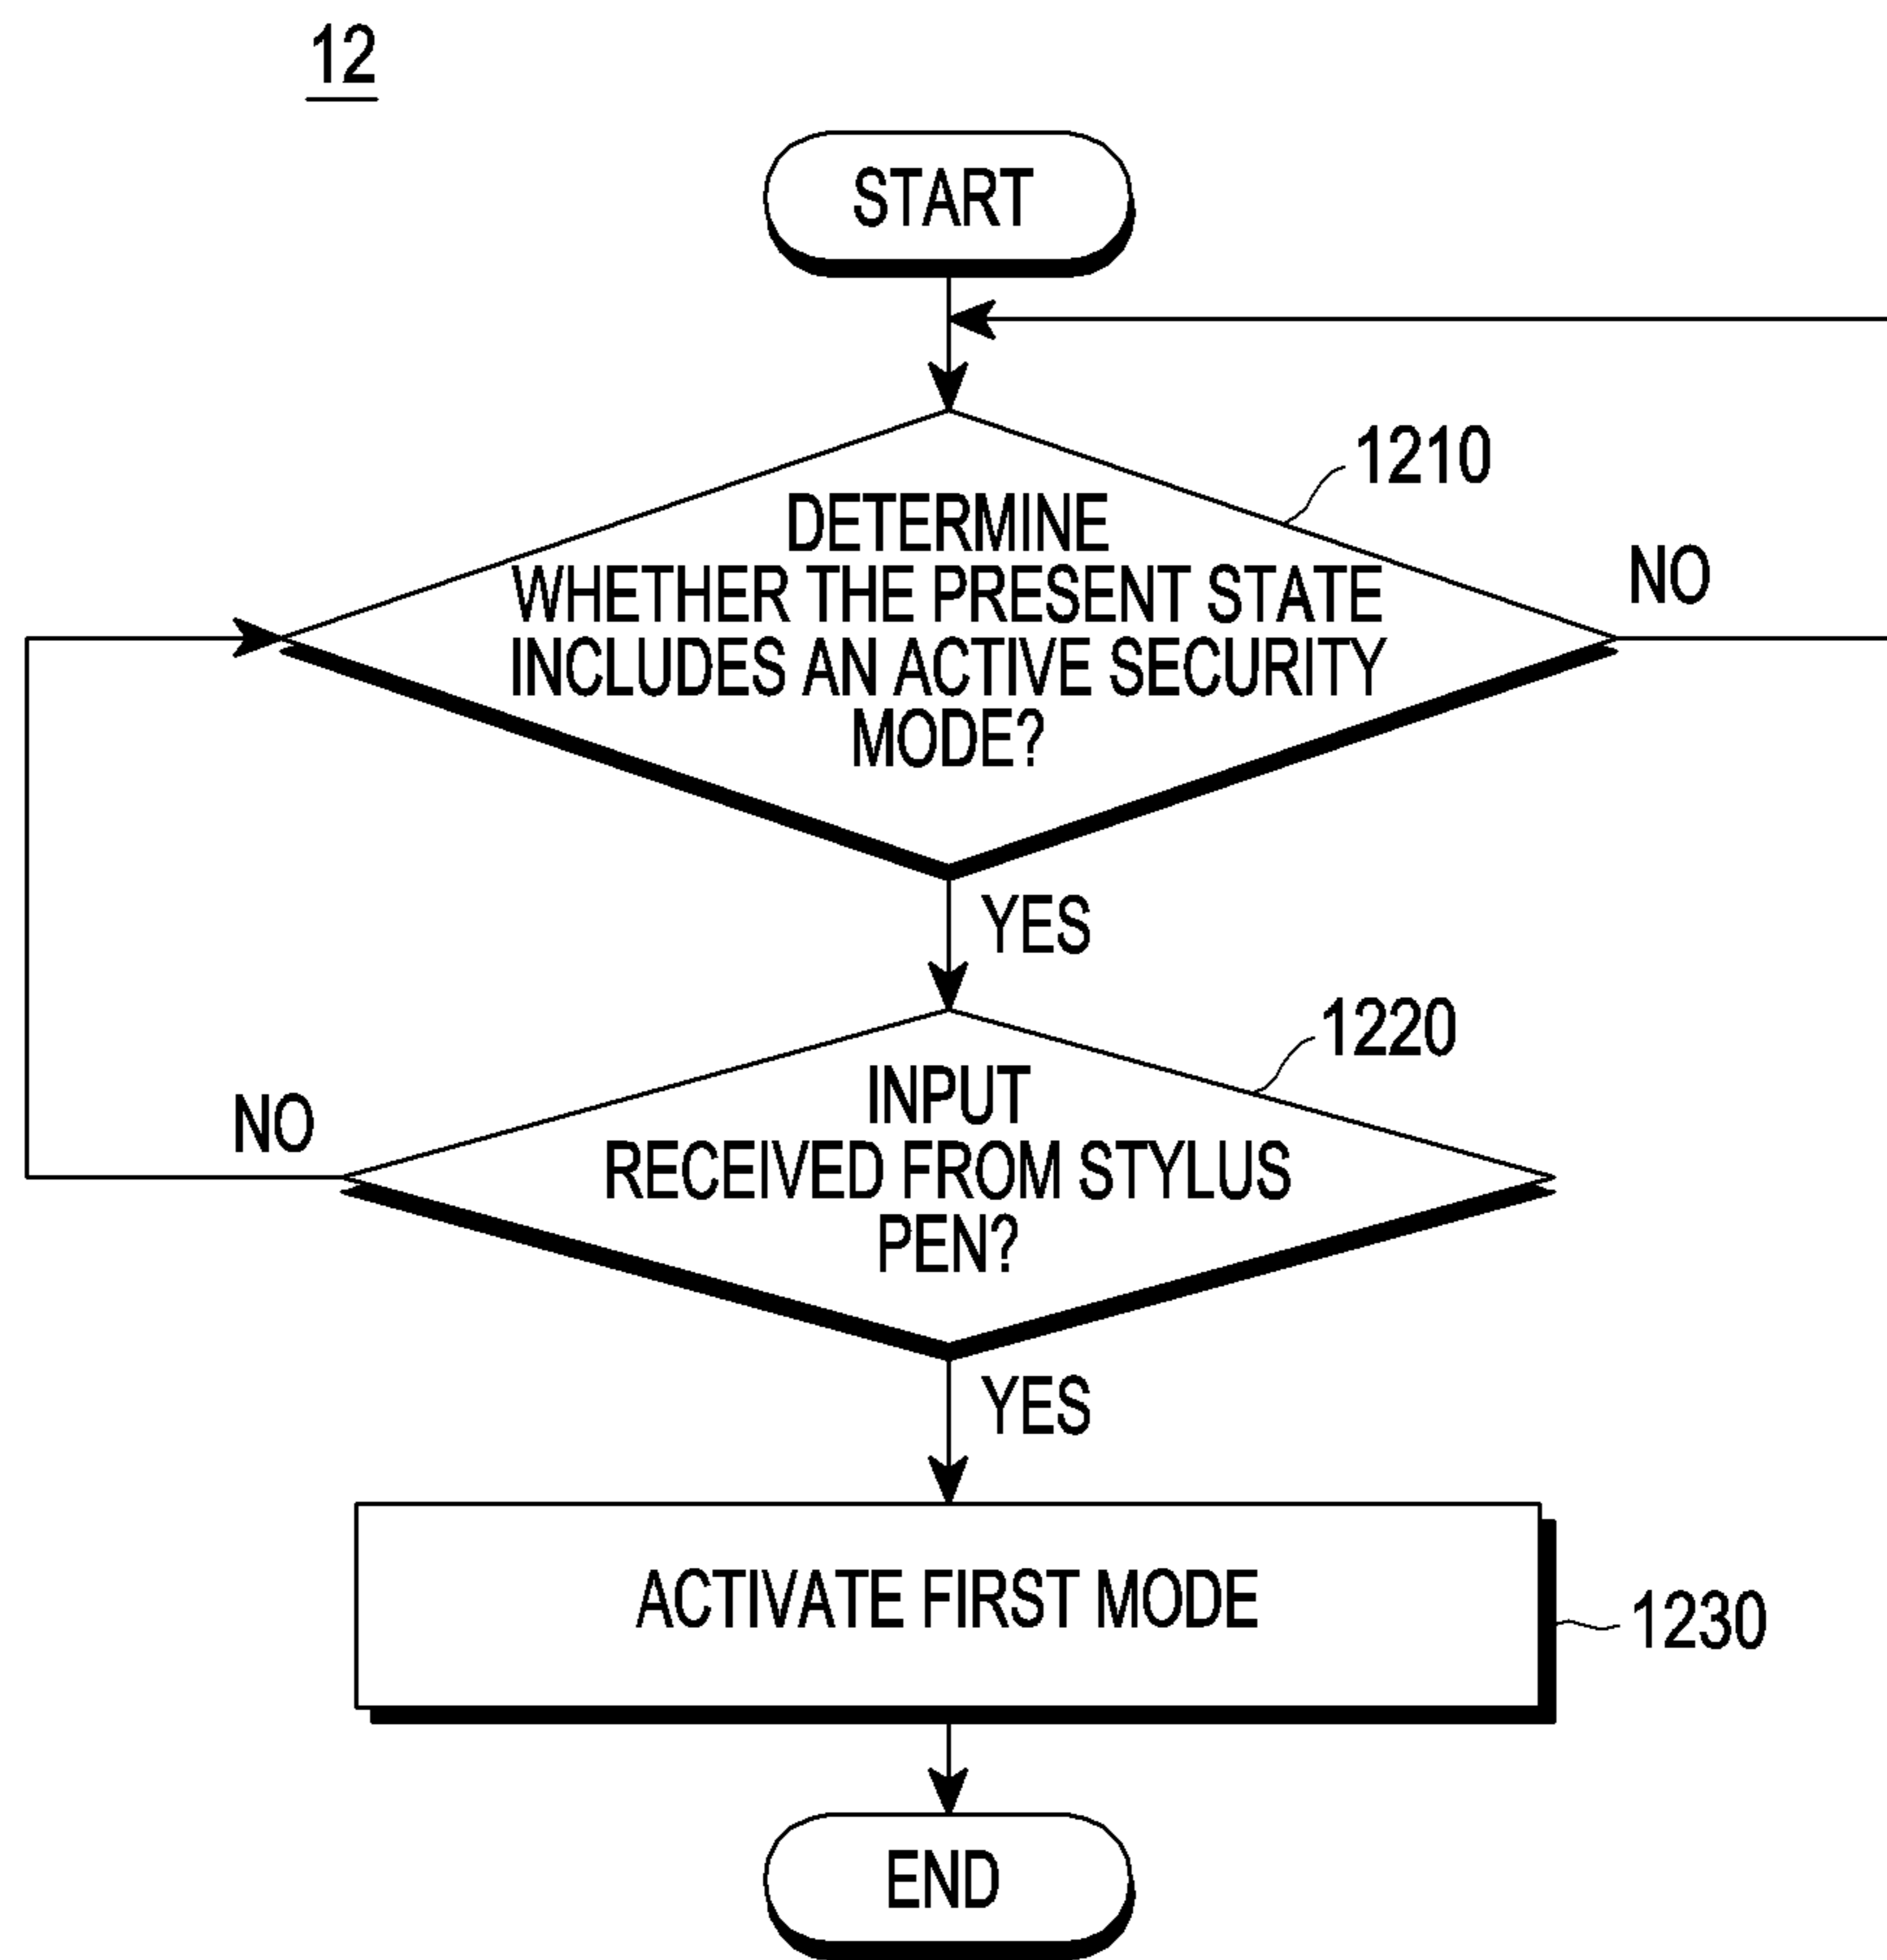 12
START
1210
DETERMINE
WHETHER THE PRESENT STATE
INCLUDES AN ACTIVE SECURITY
MODE?
NO
YES
1220
INPUT
RECEIVED FROM STYLUS
PEN?
NO
YES
ACTIVATE FIRST MODE
1230
END